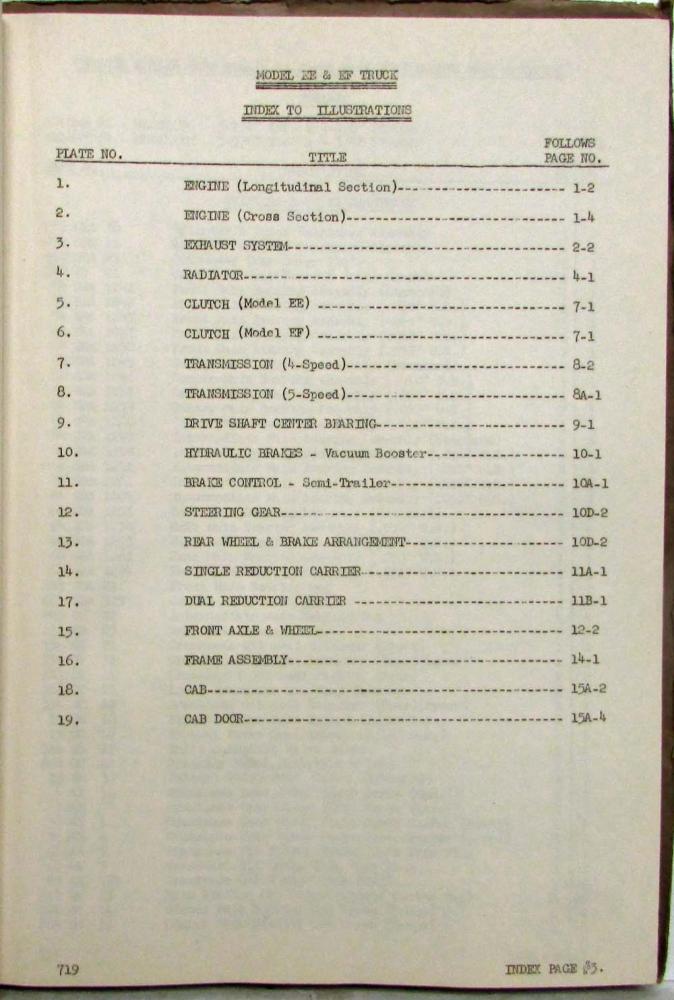 MODEL EE & EF TRUCK
INDEX TO ILLUSTRATIONS
PLATE NO. TITLE FOLLOWS PAGE NO.
1. ENGINE (Longitudinal Section)--- 1-2
2. ENGINE (Cross Section)--- 1-4
3. EXHAUST SYSTEM--- 2-2
4. RADIATOR--- 4-1
5. CLUTCH (Model EE) --- 7-1
6. CLUTCH (Model EF) --- 7-1
7. TRANSMISSION (4-Speed)--- 8-2
8. TRANSMISSION (5-Speed)--- 8A-1
9. DRIVE SHAFT CENTER BEARING--- 9-1
10. HYDRAULIC BRAKES - Vacuum Booster--- 10-1
11. BRAKE CONTROL - Semi-Trailer--- 10A-1
12. STEERING GEAR--- 10D-2
13. REAR WHEEL & BRAKE ARRANGEMENT--- 10D-2
14. SINGLE REDUCTION CARRIER--- 11A-1
17. DUAL REDUCTION CARRIER --- 11B-1
15. FRONT AXLE & WHEEL--- 12-2
16. FRAME ASSEMBLY--- 14-1
18. CAB--- 15A-2
19. CAB DOOR--- 15A-4
719 INDEX PAGE #3.